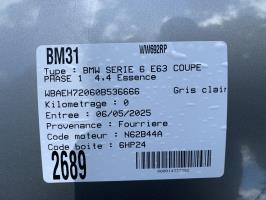 BM31
WW692RP
Type : BMW SERIE 6 E63 COUPE
PHASE 1 4.4 Essence
WBAEH72060B536666 Gris clair
Kilometrage : 0
Entree : 06/05/2025
Provenance : Fourriere
Code moteur : N62B44A
Code boite : 6HP24
2689